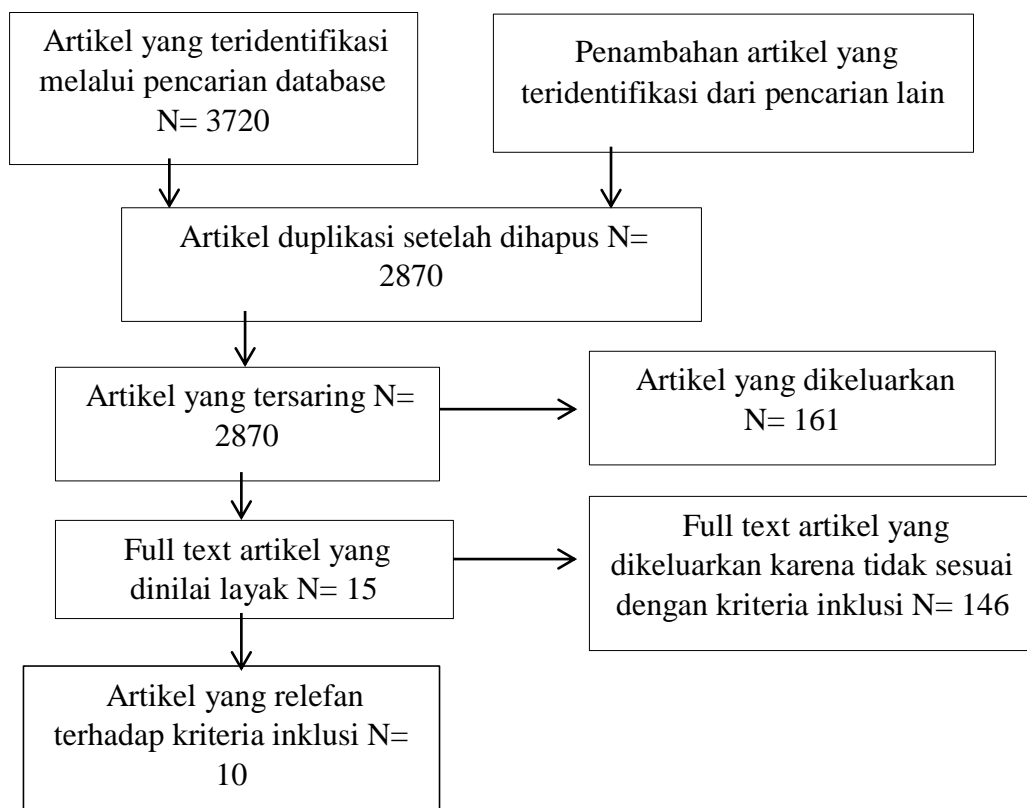 Artikel yang teridentifikasi
melalui pencarian database
N= 3720
Penambahan artikel yang
teridentifikasi dari pencarian lain
Artikel duplikasi setelah dihapus N=
2870
Artikel yang tersaring N=
2870
Artikel yang dikeluarkan
N= 161
Full text artikel yang
dinilai layak N= 15
Full text artikel yang
dikeluarkan karena tidak sesuai
dengan kriteria inklusi N= 146
Artikel yang relefan
terhadap kriteria inklusi N=
10